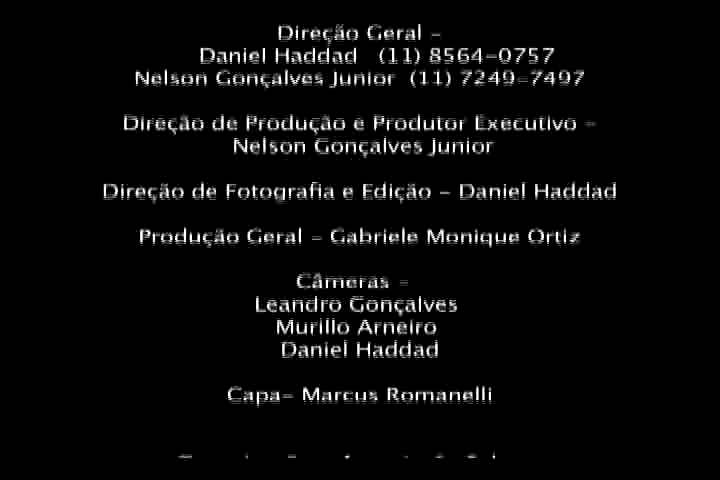 Direção Geral -
Daniel Haddad (11) 8564-0757
Nelson Gonçalves Junior (11) 7249-7497
Direção de Produção e Produtor Executivo -
Nelson Gonçalves Junior
Direção de Fotografia e Edição - Daniel Haddad
Produção Geral - Gabriele Monique Ortiz
Câmeras -
Leandro Gonçalves
Murillo Arneiro
Daniel Haddad
Capa- Marcus Romanelli